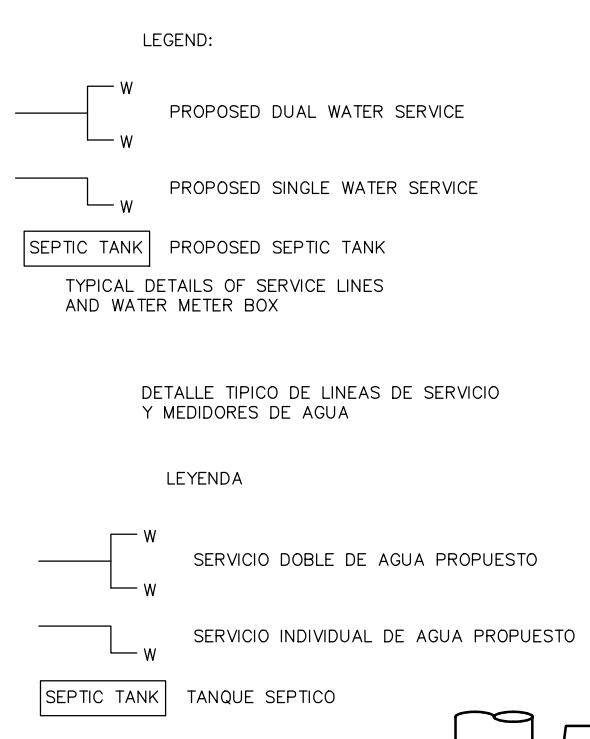 LEGEND:
W
PROPOSED DUAL WATER SERVICE
W
PROPOSED SINGLE WATER SERVICE
W
SEPTIC TANK PROPOSED SEPTIC TANK
TYPICAL DETAILS OF SERVICE LINES
AND WATER METER BOX
DETALLE TIPICO DE LINEAS DE SERVICIO
Y MEDIDORES DE AGUA
LEYENDA
W
SERVICIO DOBLE DE AGUA PROPUESTO
W
SERVICIO INDIVIDUAL DE AGUA PROPUESTO
W
SEPTIC TANK TANQUE SEPTICO